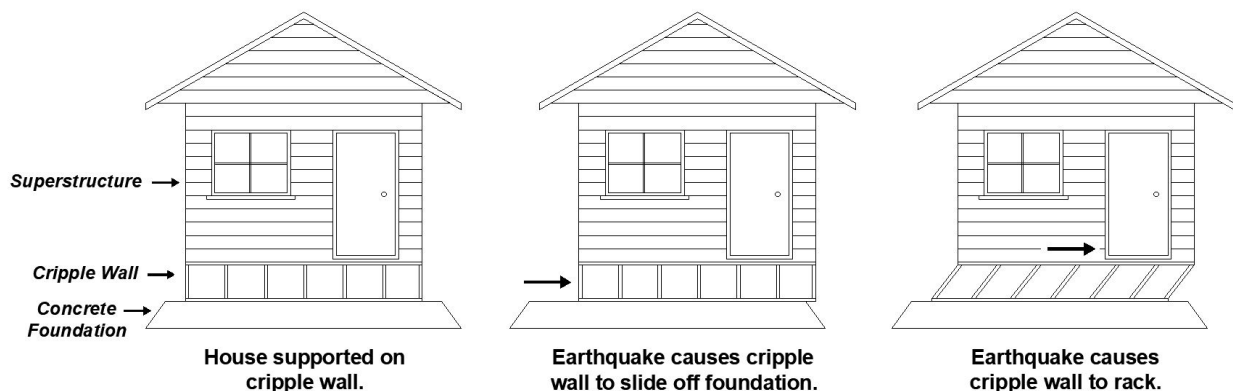 Superstructure
Cripple Wall
Concrete
Foundation
House supported on
cripple wall.
Earthquake causes cripple
wall to slide off foundation.
Earthquake causes
cripple wall to rack.